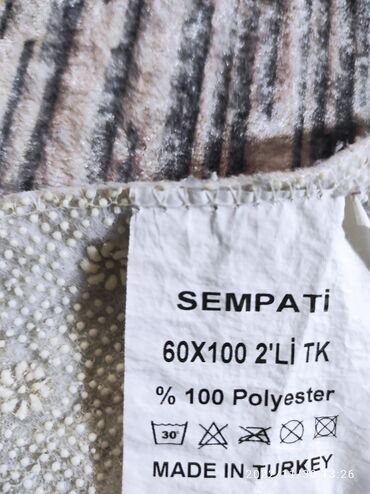 SEMPATİ
60X100 2'Lİ TK
% 100 Polyester
30°
MADE IN TURKEY